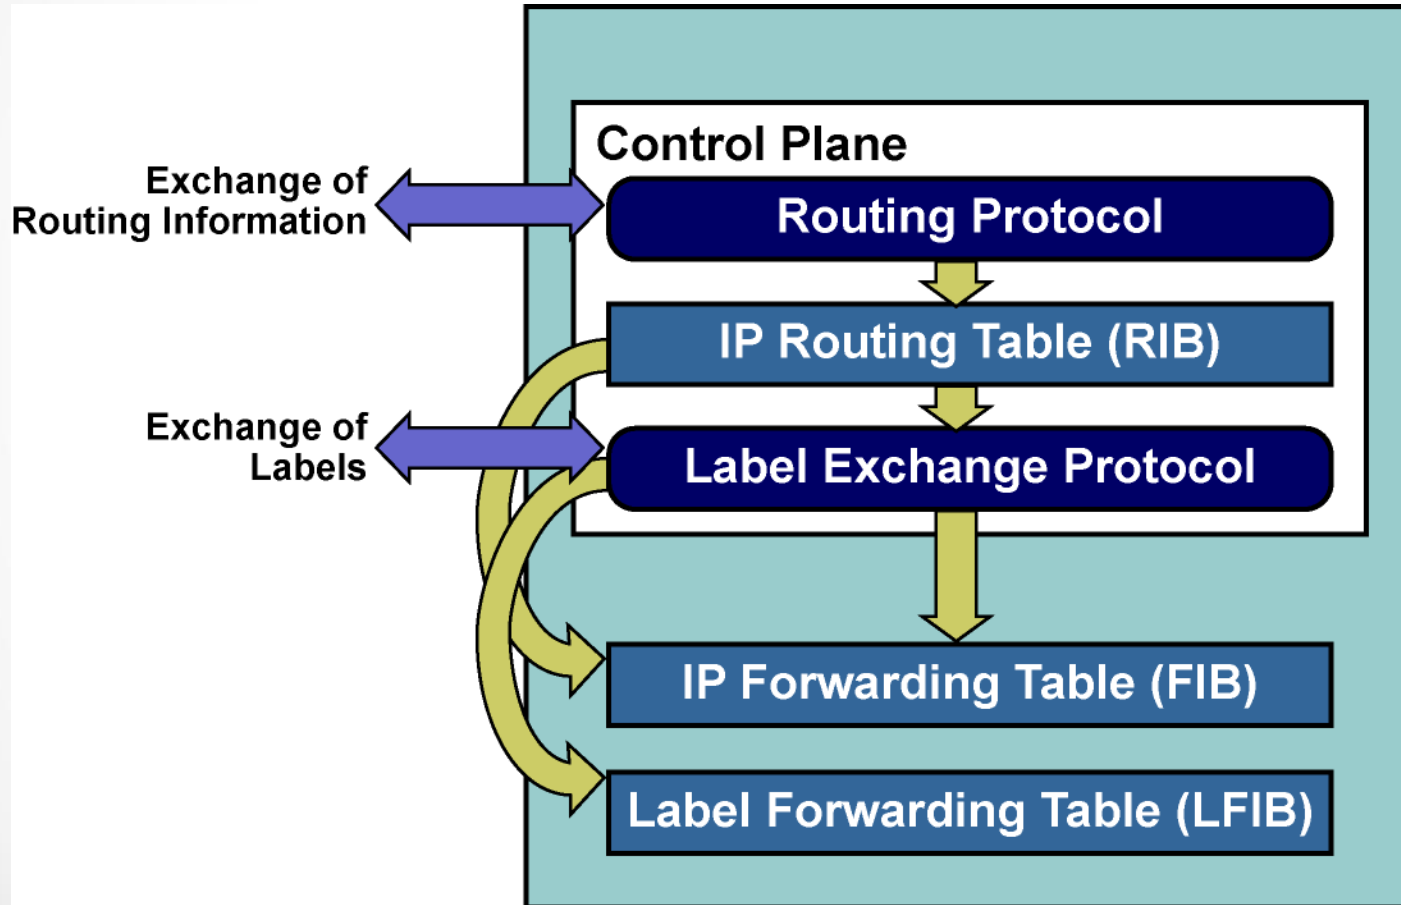 Control Plane
Exchange of
Routing Information
Routing Protocol
IP Routing Table (RIB)
Exchange of
Labels
Label Exchange Protocol
IP Forwarding Table (FIB)
Label Forwarding Table (LFIB)